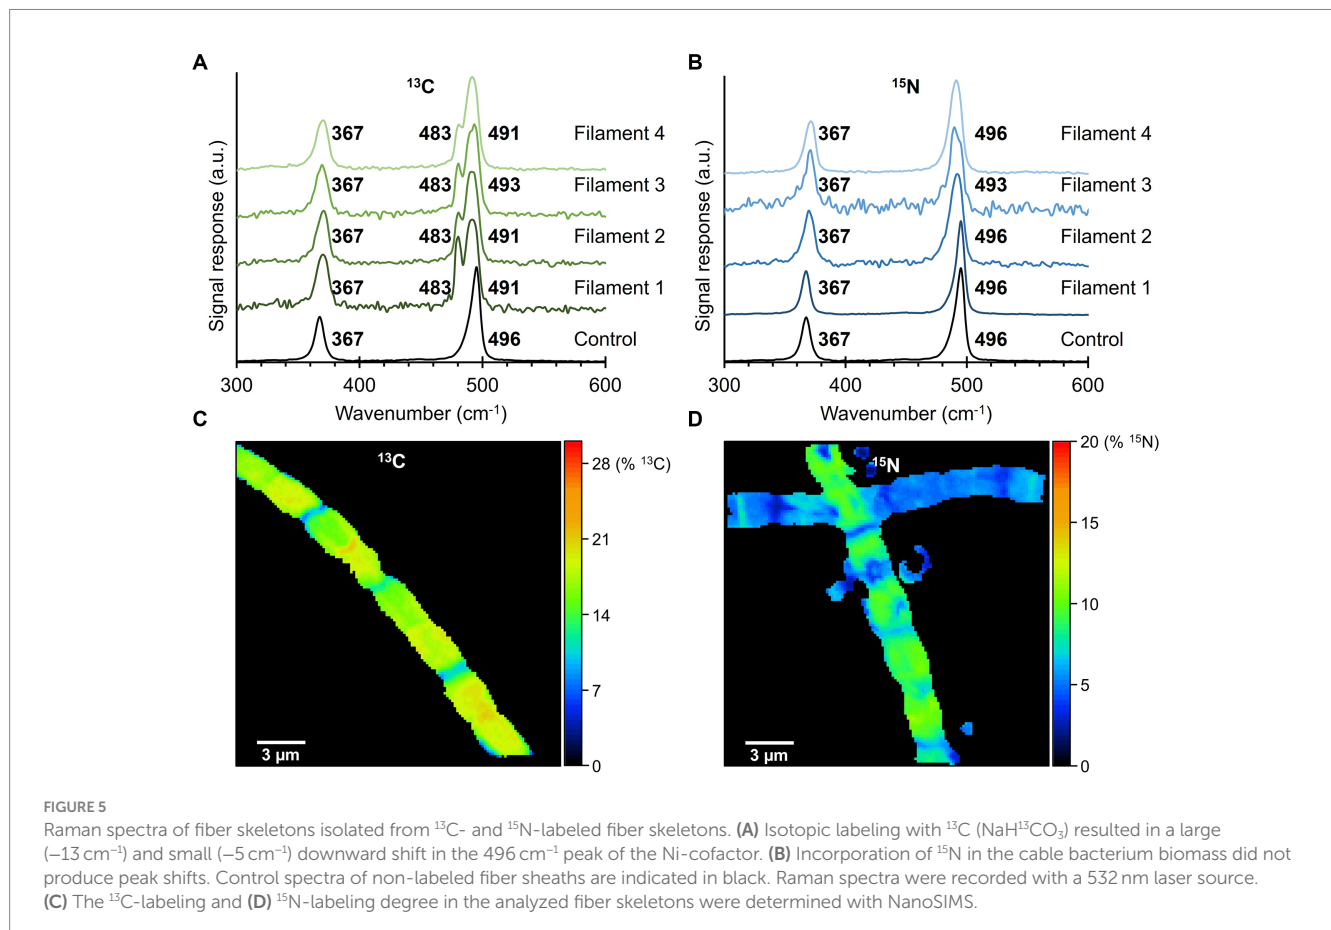 A
¹³C
Signal response (a.u.)
367 483 491 Filament 4
367 483 493 Filament 3
367 483 491 Filament 2
367 483 491 Filament 1
367 496 Control
300 400 500 600
Wavenumber (cm⁻¹)
B
¹⁵N
Signal response (a.u.)
367 496 Filament 4
367 493 Filament 3
367 496 Filament 2
367 496 Filament 1
367 496 Control
300 400 500 600
Wavenumber (cm⁻¹)
C
¹³C
28 (% ¹³C)
21
14
7
0
3 µm
D
¹⁵N
20 (% ¹⁵N)
15
10
5
0
3 µm
FIGURE 5
Raman spectra of fiber skeletons isolated from ¹³C- and ¹⁵N-labeled fiber skeletons. (A) Isotopic labeling with ¹³C (NaH¹³CO₃) resulted in a large
(−13 cm⁻¹) and small (−5 cm⁻¹) downward shift in the 496 cm⁻¹ peak of the Ni-cofactor. (B) Incorporation of ¹⁵N in the cable bacterium biomass did not
produce peak shifts. Control spectra of non-labeled fiber sheaths are indicated in black. Raman spectra were recorded with a 532 nm laser source.
(C) The ¹³C-labeling and (D) ¹⁵N-labeling degree in the analyzed fiber skeletons were determined with NanoSIMS.